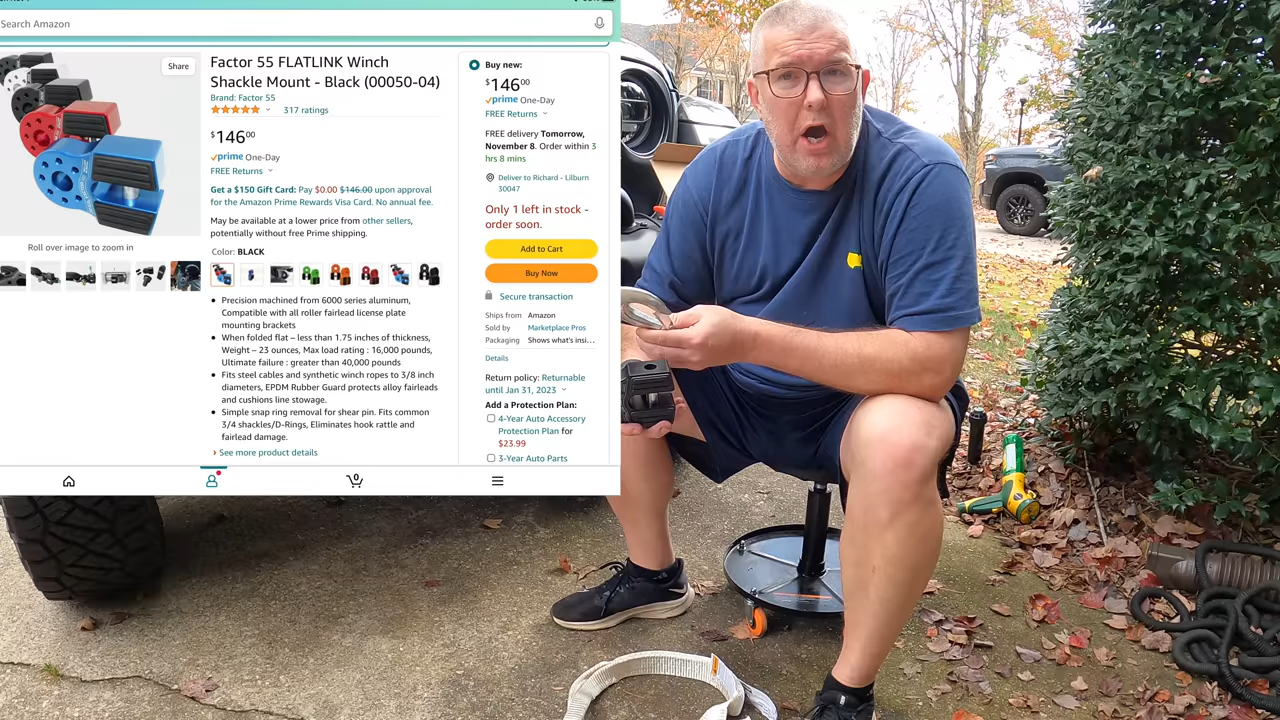 Search Amazon
Share
Roll over image to zoom in
Factor 55 FLATLINK Winch
Shackle Mount - Black (00050-04)
Brand: Factor 55
317 ratings
$146 00
prime One-Day
FREE Returns
Get a $150 Gift Card: Pay $0.00 $146.00 upon approval
for the Amazon Prime Rewards Visa Card. No annual fee.
May be available at a lower price from other sellers,
potentially without free Prime shipping.
Color: BLACK
Precision machined from 6000 series aluminum,
Compatible with all roller fairlead license plate
mounting brackets
When folded flat – less than 1.75 inches of thickness,
Weight – 23 ounces, Max load rating : 16,000 pounds,
Ultimate failure : greater than 40,000 pounds
Fits steel cables and synthetic winch ropes to 3/8 inch
diameters, EPDM Rubber Guard protects alloy fairleads
and cushions line stowage.
Simple snap ring removal for shear pin. Fits common
3/4 shackles/D-Rings, Eliminates hook rattle and
fairlead damage.
› See more product details
Buy new:
$146 00
prime One-Day
FREE Returns
FREE delivery Tomorrow,
November 8. Order within 3
hrs 8 mins
Deliver to Richard - Lilburn
30047
Only 1 left in stock -
order soon.
Add to Cart
Buy Now
Secure transaction
Ships from Amazon
Sold by Marketplace Pros
Packaging Shows what's insi...
Details
Return policy: Returnable
until Jan 31, 2023
Add a Protection Plan:
4-Year Auto Accessory
Protection Plan for
$23.99
3-Year Auto Parts
0